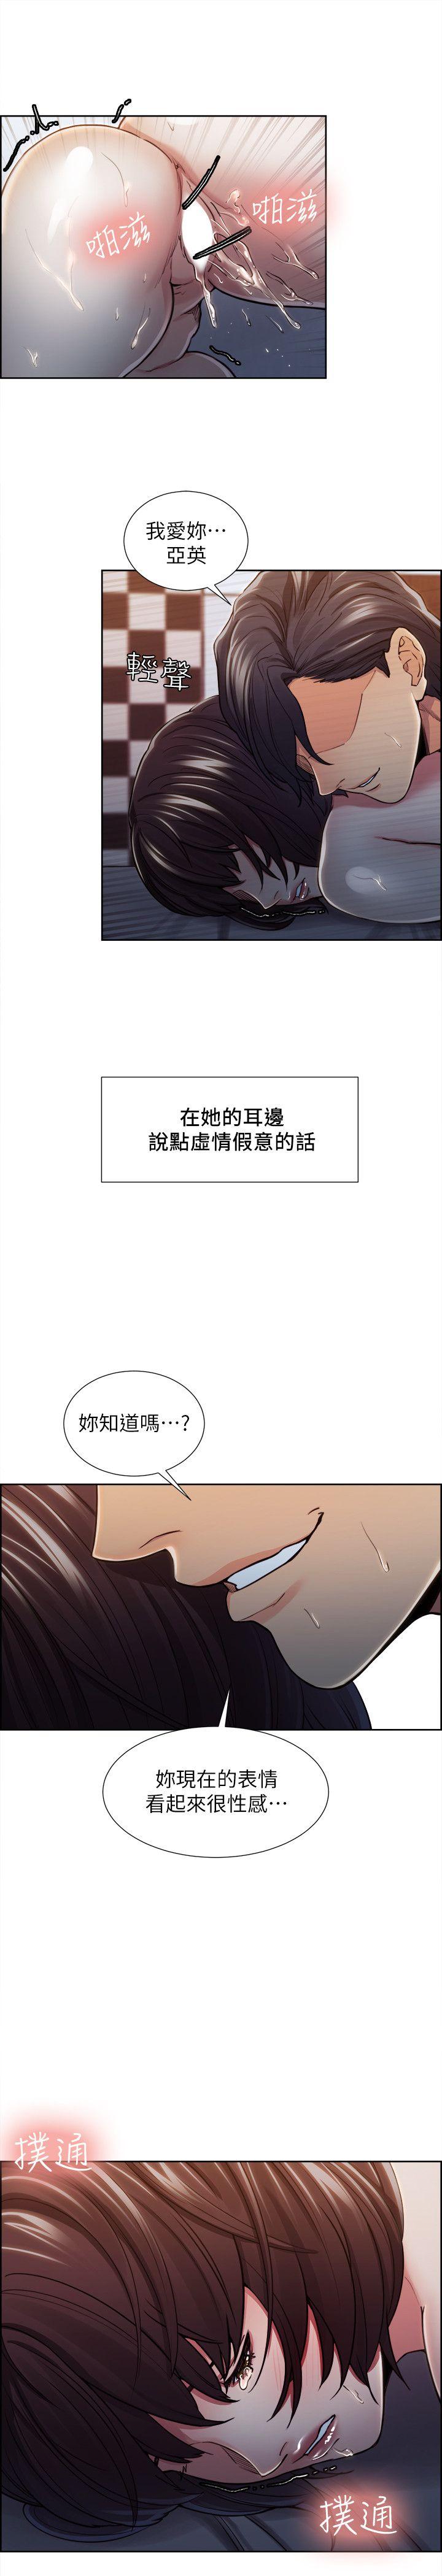 啪滋
啪滋
我愛妳⋯
亞英
輕聲
在她的耳邊
說點虛情假意的話
妳知道嗎⋯?
妳現在的表情
看起來很性感⋯
撲通
撲通